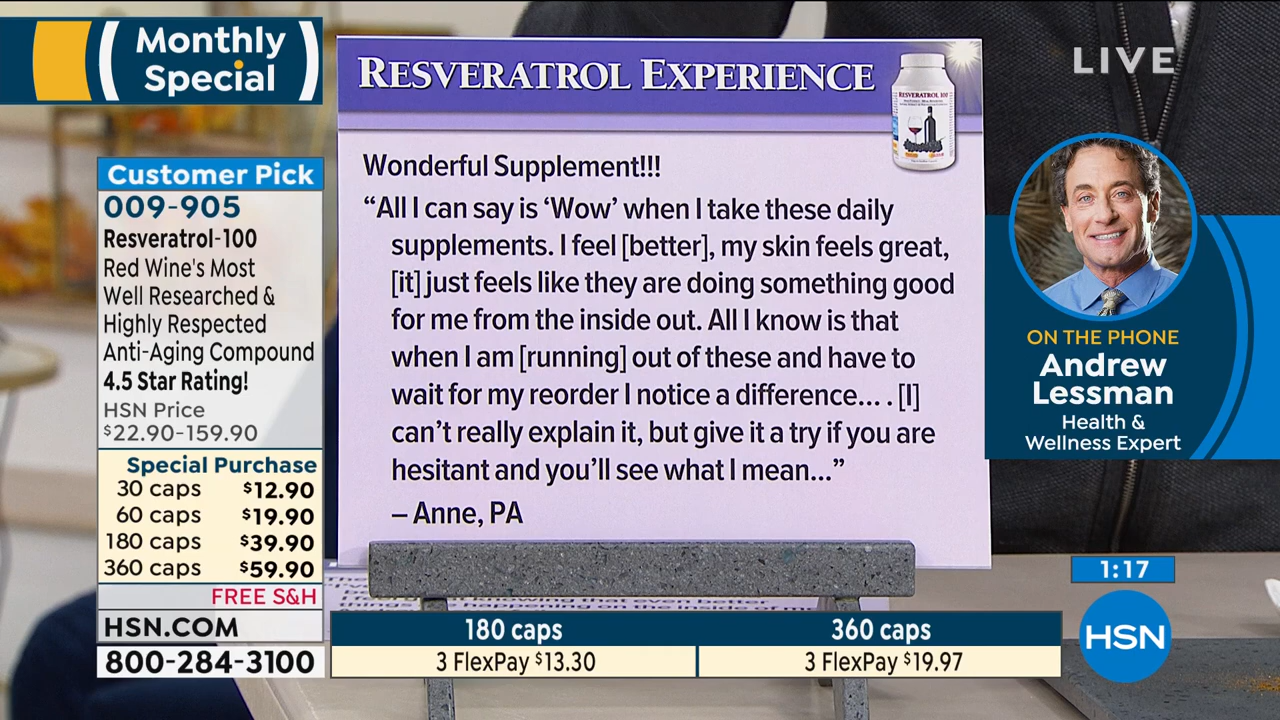 Monthly
Special
LIVE
RESVERATROL EXPERIENCE
RESVERATROL 100
Wonderful Supplement!!!
“All I can say is ‘Wow’ when I take these daily
supplements. I feel [better], my skin feels great,
[it] just feels like they are doing something good
for me from the inside out. All I know is that
when I am [running] out of these and have to
wait for my reorder I notice a difference... . [I]
can’t really explain it, but give it a try if you are
hesitant and you’ll see what I mean...”
– Anne, PA
Customer Pick
009-905
Resveratrol-100
Red Wine's Most
Well Researched &
Highly Respected
Anti-Aging Compound
4.5 Star Rating!
HSN Price
$22.90-159.90
Special Purchase
30 caps $12.90
60 caps $19.90
180 caps $39.90
360 caps $59.90
FREE S&H
HSN.COM
800-284-3100
ON THE PHONE
Andrew
Lessman
Health &
Wellness Expert
1:17
HSN
180 caps 360 caps
3 FlexPay $13.30 3 FlexPay $19.97